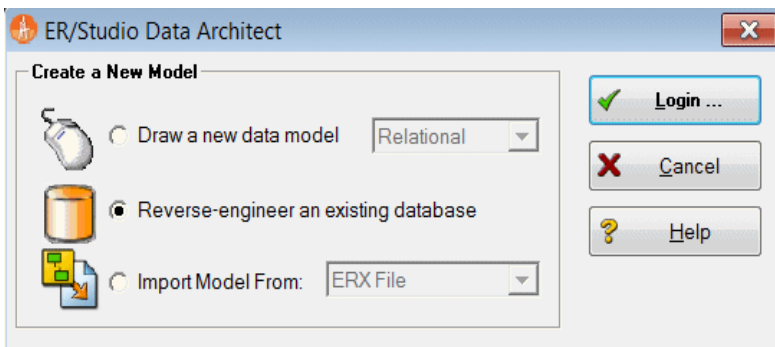 ER/Studio Data Architect
Create a New Model
Draw a new data model
Relational
Reverse-engineer an existing database
Import Model From:
ERX File
Login ...
Cancel
Help